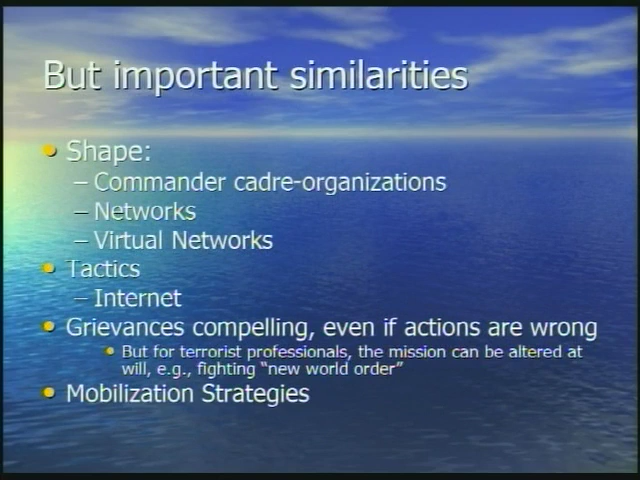 But important similarities
• Shape:
– Commander cadre-organizations
– Networks
– Virtual Networks
• Tactics
– Internet
• Grievances compelling, even if actions are wrong
• But for terrorist professionals, the mission can be altered at
will, e.g., fighting “new world order”
• Mobilization Strategies